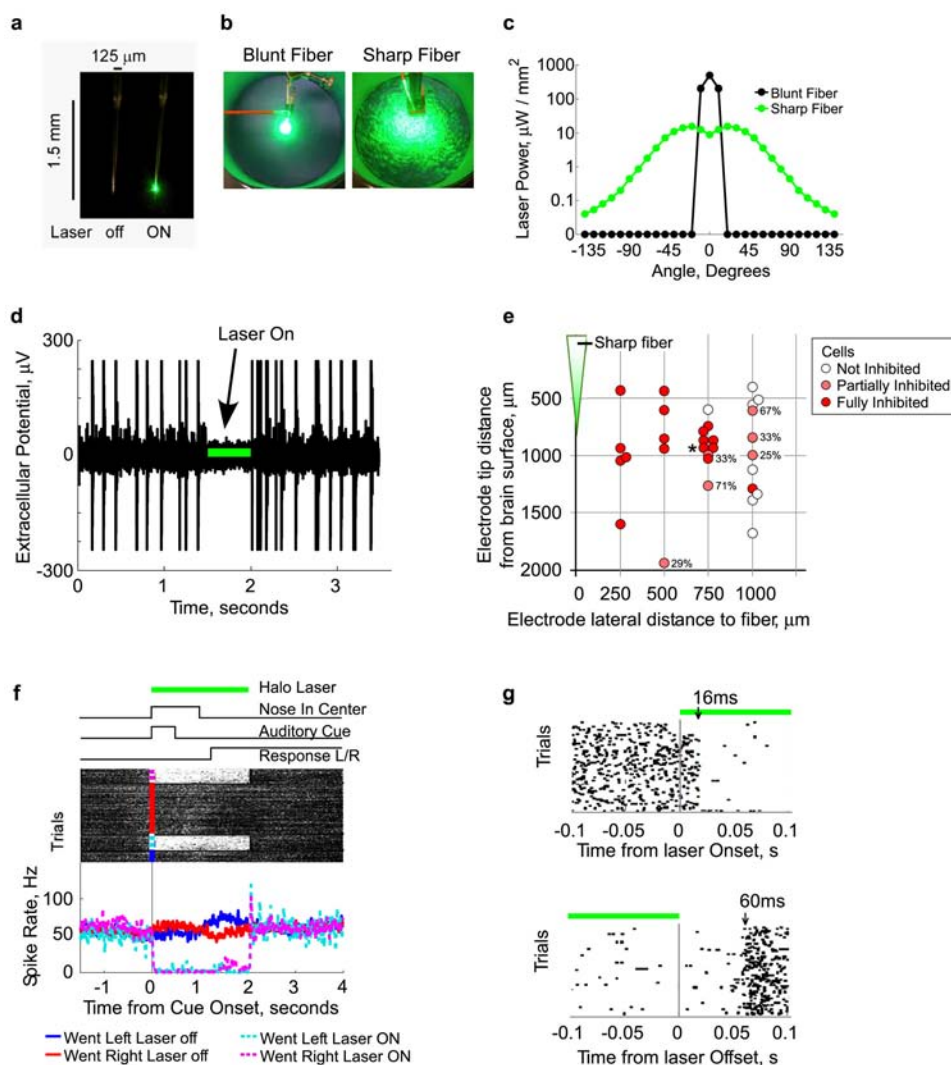 a
125 μm
1.5 mm
Laser off ON
b
Blunt Fiber Sharp Fiber
c
Laser Power, μW / mm²
1000
100
10
1
0.1
0
-135 -90 -45 0 45 90 135
Angle, Degrees
Blunt Fiber
Sharp Fiber
d
Laser On
Extracellular Potential, μV
300
0
-300
0 1 2 3
Time, seconds
e
Sharp fiber
Electrode tip distance
from brain surface, μm
500
1000
1500
2000
67%
33%
25%
*
33%
71%
29%
0 250 500 750 1000
Electrode lateral distance to fiber, μm
Cells
Not Inhibited
Partially Inhibited
Fully Inhibited
f
Halo Laser
Nose In Center
Auditory Cue
Response L/R
Trials
Spike Rate, Hz
100
50
0
-1 0 1 2 3 4
Time from Cue Onset, seconds
Went Left Laser off Went Left Laser ON
Went Right Laser off Went Right Laser ON
g
16ms
Trials
-0.1 -0.05 0 0.05 0.1
Time from laser Onset, s
60ms
Trials
-0.1 -0.05 0 0.05 0.1
Time from laser Offset, s